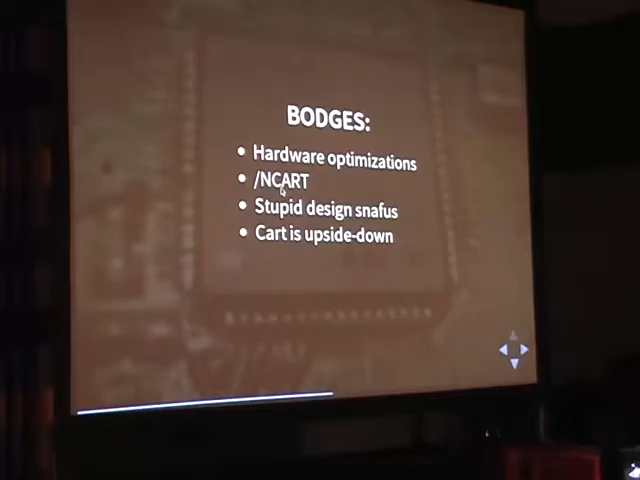 BODGES:
• Hardware optimizations
• /NCART
• Stupid design snafus
• Cart is upside-down